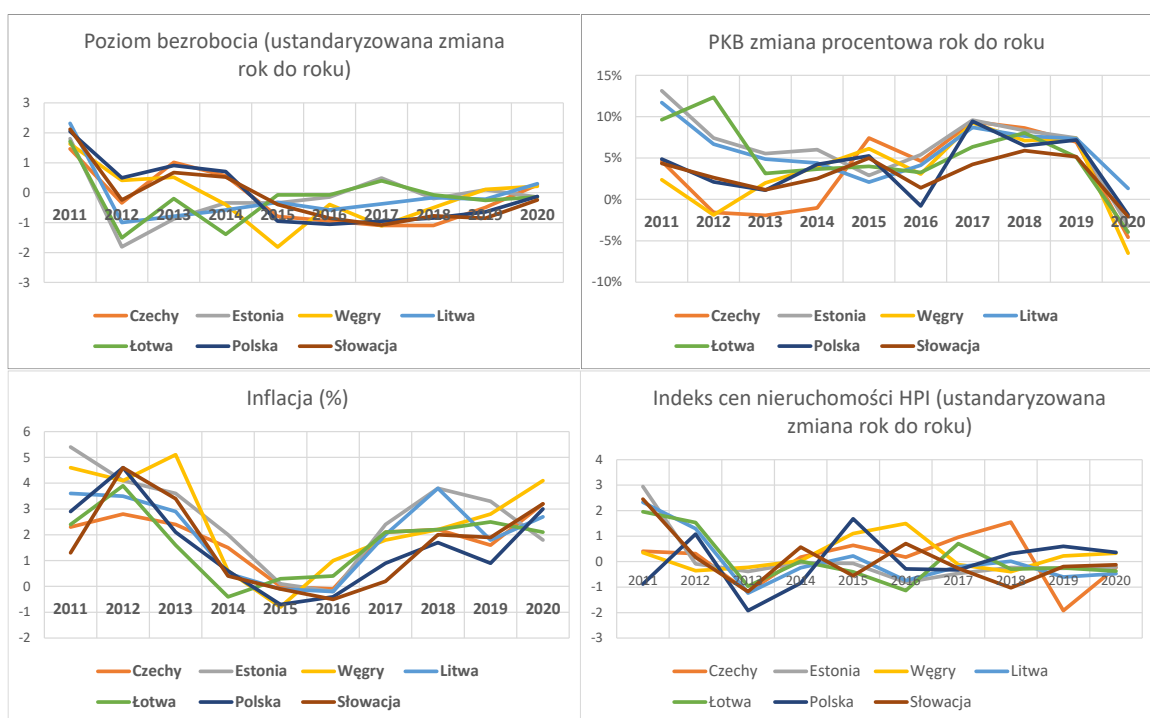 Poziom bezrobocia (ustandaryzowana zmiana
rok do roku)
3
2
1
0
-1
-2
-3
2011 2012 2013 2014 2015 2016 2017 2018 2019 2020
Czechy Estonia Węgry Litwa
Łotwa Polska Słowacja
PKB zmiana procentowa rok do roku
15%
10%
5%
0%
-5%
-10%
2011 2012 2013 2014 2015 2016 2017 2018 2019 2020
Czechy Estonia Węgry Litwa
Łotwa Polska Słowacja
Inflacja (%)
6
5
4
3
2
1
0
-1
-2
2011 2012 2013 2014 2015 2016 2017 2018 2019 2020
Czechy Estonia Węgry Litwa
Łotwa Polska Słowacja
Indeks cen nieruchomości HPI (ustandaryzowana
zmiana rok do roku)
4
3
2
1
0
-1
-2
-3
2011 2012 2013 2014 2015 2016 2017 2018 2019 2020
Czechy Estonia Węgry Litwa
Łotwa Polska Słowacja